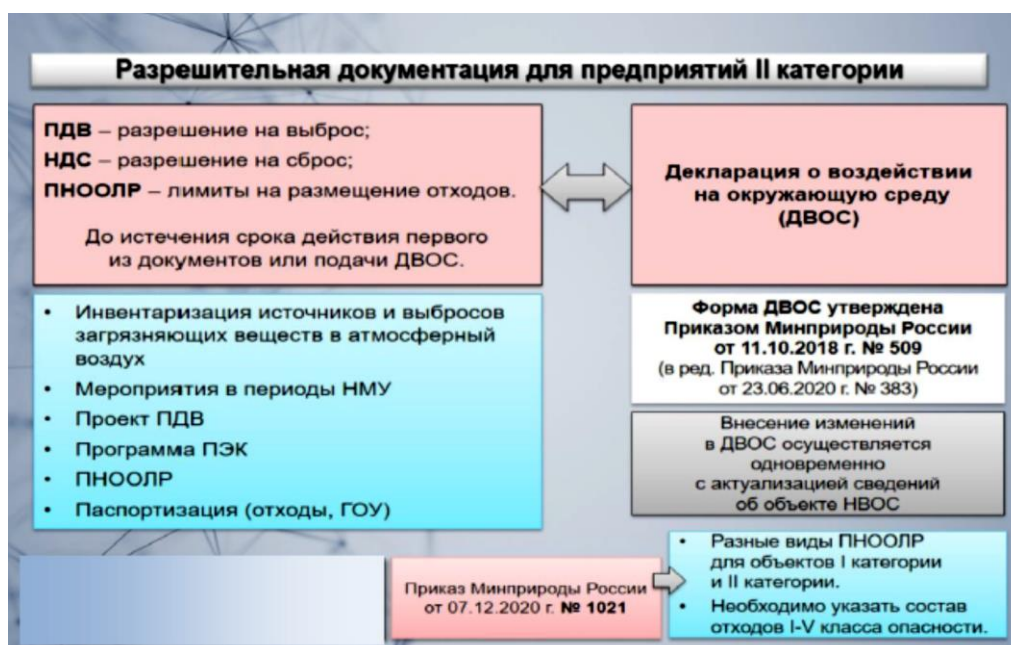 Разрешительная документация для предприятий II категории
ПДВ – разрешение на выброс;
НДС – разрешение на сброс;
ПНООЛР – лимиты на размещение отходов.
До истечения срока действия первого
из документов или подачи ДВОС.
Декларация о воздействии
на окружающую среду
(ДВОС)
• Инвентаризация источников и выбросов
загрязняющих веществ в атмосферный
воздух
• Мероприятия в периоды НМУ
• Проект ПДВ
• Программа ПЭК
• ПНООЛР
• Паспортизация (отходы, ГОУ)
Форма ДВОС утверждена
Приказом Минприроды России
от 11.10.2018 г. № 509
(в ред. Приказа Минприроды России
от 23.06.2020 г. № 383)
Внесение изменений
в ДВОС осуществляется
одновременно
с актуализацией сведений
об объекте НВОС
Приказ Минприроды России
от 07.12.2020 г. № 1021
• Разные виды ПНООЛР
для объектов I категории
и II категории.
• Необходимо указать состав
отходов I-V класса опасности.